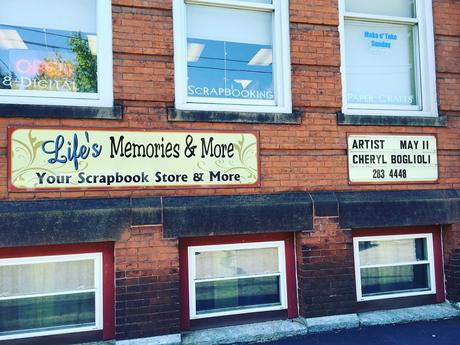 OPEN
& DIGITAL
SCRAPBOOKING
Make n' Take
Sunday
PAPER CRAFTS
Life's Memories & More
Your Scrapbook Store & More
ARTIST MAY 11
CHERYL BOGLIOLI
283 4448